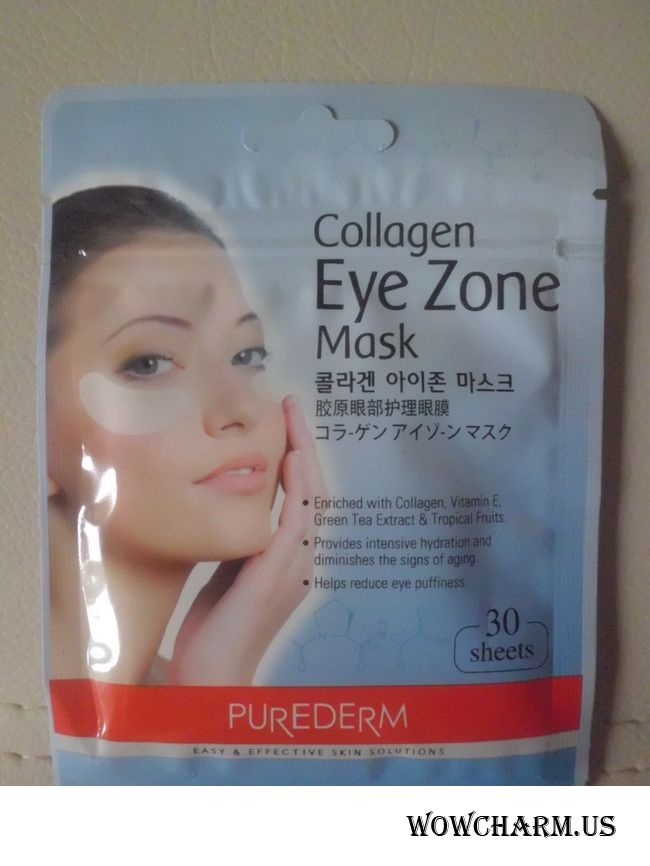 Collagen
Eye Zone
Mask
콜라겐 아이존 마스크
胶原眼部护理眼膜
コラｰゲン アイゾｰン マスク
• Enriched with Collagen, Vitamin E,
Green Tea Extract & Tropical Fruits.
• Provides intensive hydration and
diminishes the signs of aging.
• Helps reduce eye puffiness.
30
sheets
PUREDERM
EASY & EFFECTIVE SKIN SOLUTIONS
WOWCHARM.US